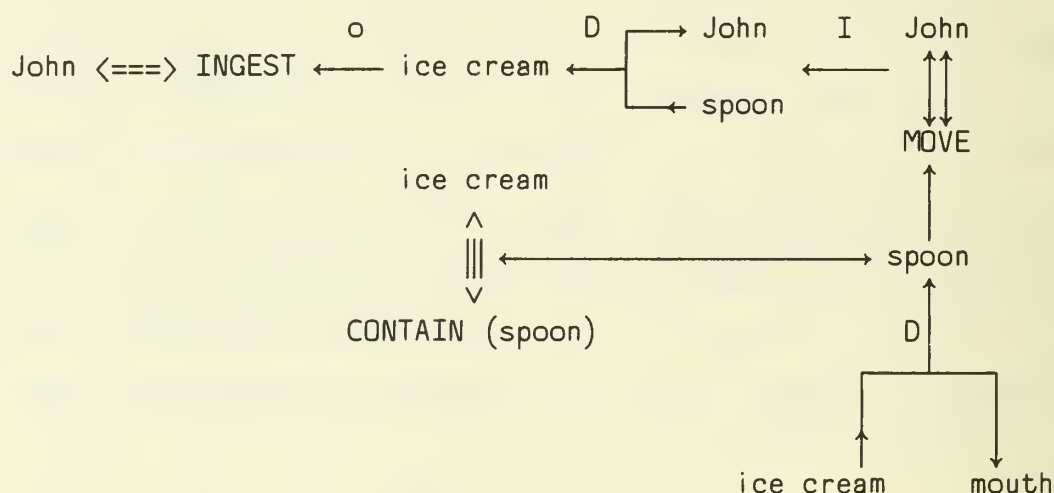 o D John I John
John <===> INGEST ice cream
spoon
MOVE
ice cream
spoon
CONTAIN (spoon)
D
ice cream mouth